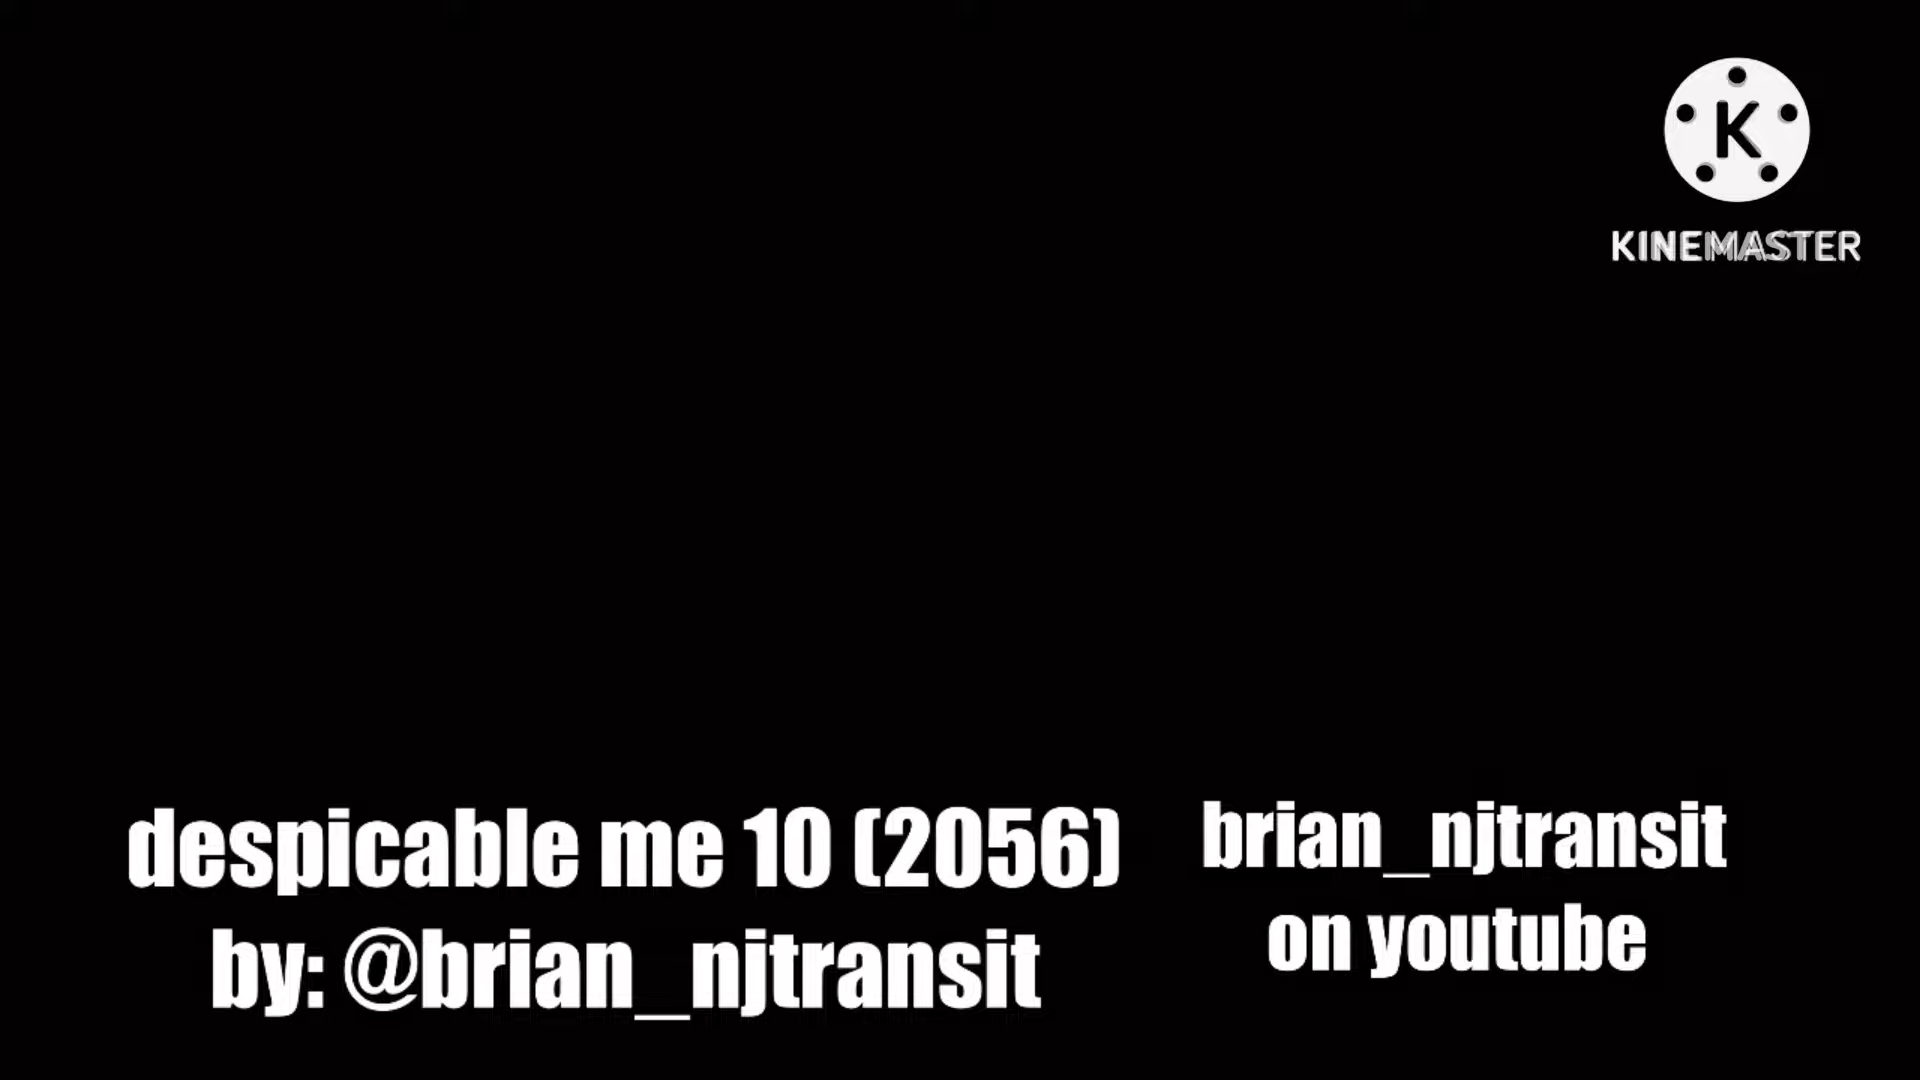 K
KINEMASTER
despicable me 10 (2056)
by: @brian_njtransit
brian_njtransit
on youtube